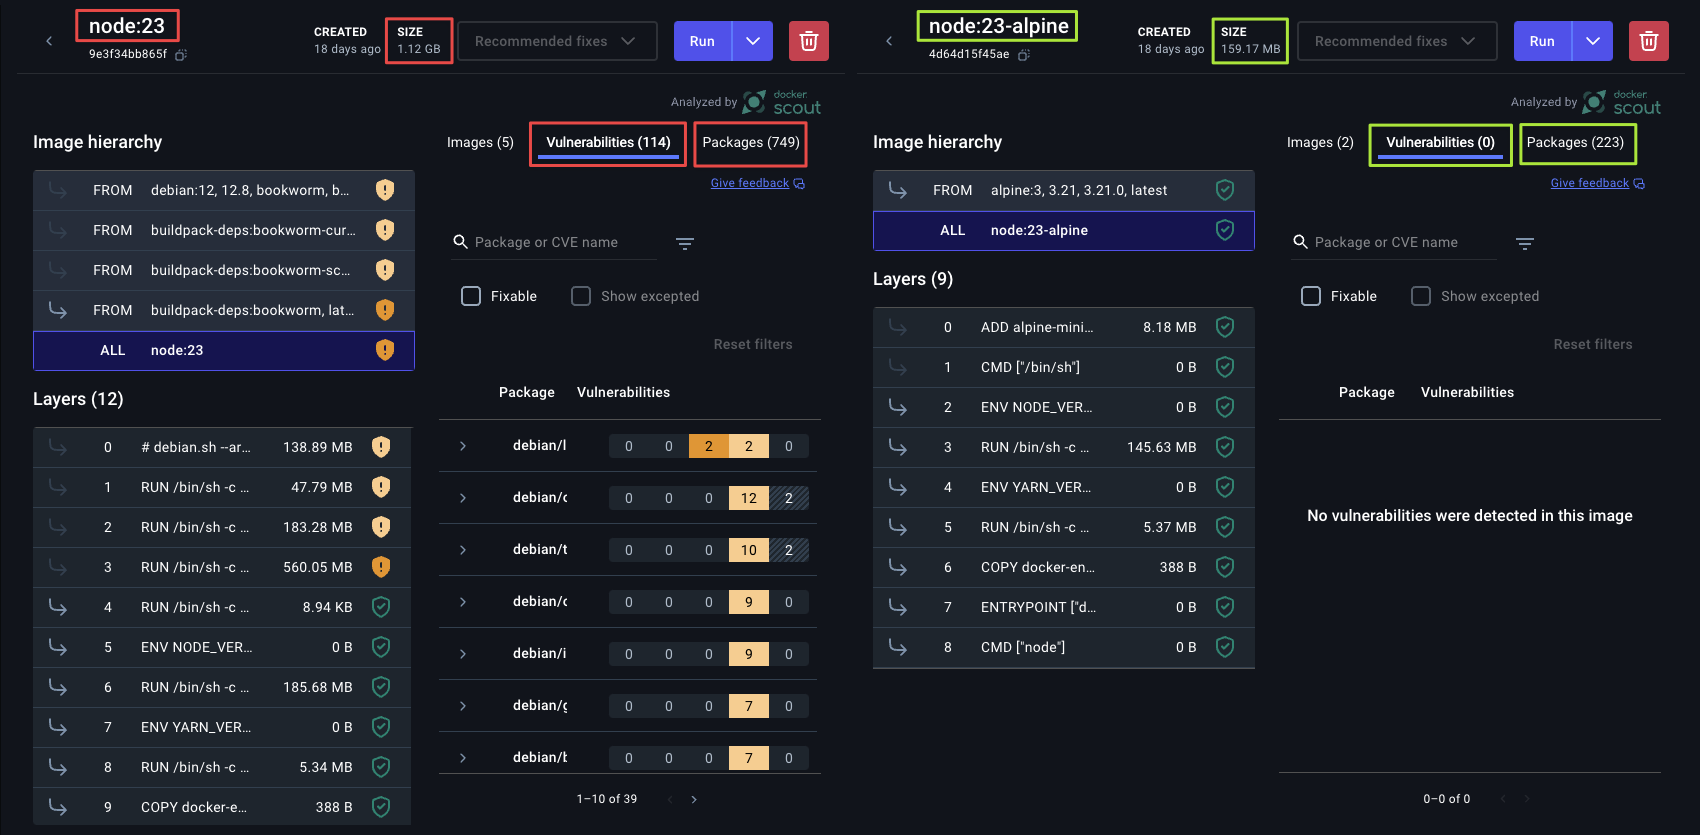 node:23
9e3f34bb865f
CREATED
18 days ago
SIZE
1.12 GB
Recommended fixes
Run
Analyzed by docker scout
Image hierarchy
Images (5)
Vulnerabilities (114)
Packages (749)
Give feedback
FROM debian:12, 12.8, bookworm, b...
FROM buildpack-deps:bookworm-cur...
FROM buildpack-deps:bookworm-sc...
FROM buildpack-deps:bookworm, lat...
ALL node:23
Package or CVE name
Fixable
Show excepted
Reset filters
Layers (12)
0 # debian.sh --ar... 138.89 MB
1 RUN /bin/sh -c ... 47.79 MB
2 RUN /bin/sh -c ... 183.28 MB
3 RUN /bin/sh -c ... 560.05 MB
4 RUN /bin/sh -c ... 8.94 KB
5 ENV NODE_VER... 0 B
6 RUN /bin/sh -c ... 185.68 MB
7 ENV YARN_VER... 0 B
8 RUN /bin/sh -c ... 5.34 MB
9 COPY docker-e... 388 B
Package Vulnerabilities
debian/l 0 0 2 2 0
debian/c 0 0 0 12 2
debian/t 0 0 0 10 2
debian/c 0 0 0 9 0
debian/i 0 0 0 9 0
debian/g 0 0 0 7 0
debian/b 0 0 0 7 0
1–10 of 39
node:23-alpine
4d64d15f45ae
CREATED
18 days ago
SIZE
159.17 MB
Recommended fixes
Run
Analyzed by docker scout
Image hierarchy
Images (2)
Vulnerabilities (0)
Packages (223)
Give feedback
FROM alpine:3, 3.21, 3.21.0, latest
ALL node:23-alpine
Package or CVE name
Fixable
Show excepted
Reset filters
Layers (9)
0 ADD alpine-mini... 8.18 MB
1 CMD ["/bin/sh"] 0 B
2 ENV NODE_VER... 0 B
3 RUN /bin/sh -c ... 145.63 MB
4 ENV YARN_VER... 0 B
5 RUN /bin/sh -c ... 5.37 MB
6 COPY docker-en... 388 B
7 ENTRYPOINT ["d... 0 B
8 CMD ["node"] 0 B
Package Vulnerabilities
No vulnerabilities were detected in this image
0–0 of 0